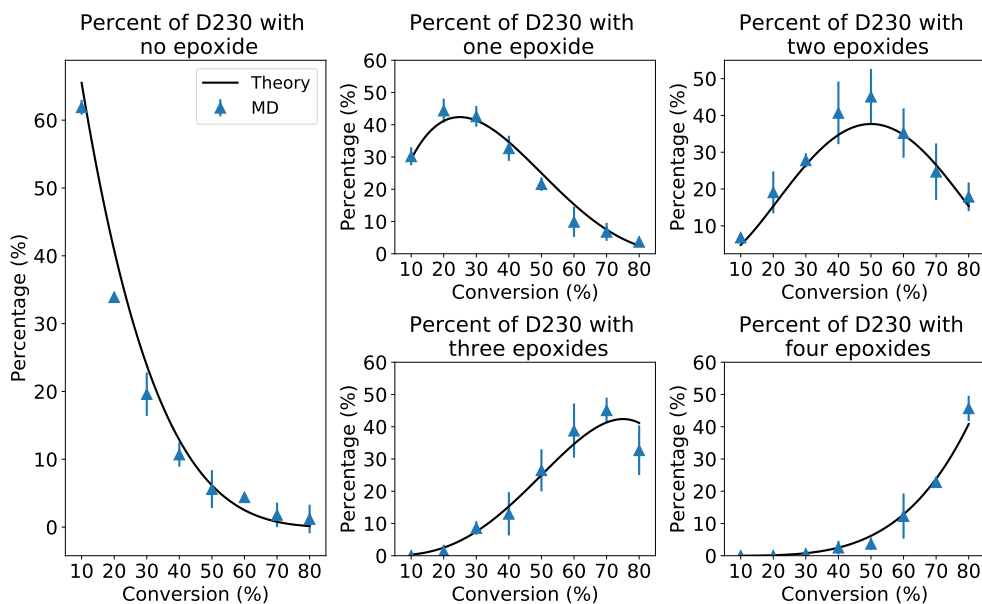 Percent of D230 with
no epoxide
Theory
MD
Percentage (%)
60
50
40
30
20
10
0
10 20 30 40 50 60 70 80
Conversion (%)
Percent of D230 with
one epoxide
Percentage (%)
60
50
40
30
20
10
0
10 20 30 40 50 60 70 80
Conversion (%)
Percent of D230 with
two epoxides
Percentage (%)
50
40
30
20
10
10 20 30 40 50 60 70 80
Conversion (%)
Percent of D230 with
three epoxides
Percentage (%)
60
50
40
30
20
10
0
10 20 30 40 50 60 70 80
Conversion (%)
Percent of D230 with
four epoxides
Percentage (%)
60
50
40
30
20
10
0
10 20 30 40 50 60 70 80
Conversion (%)